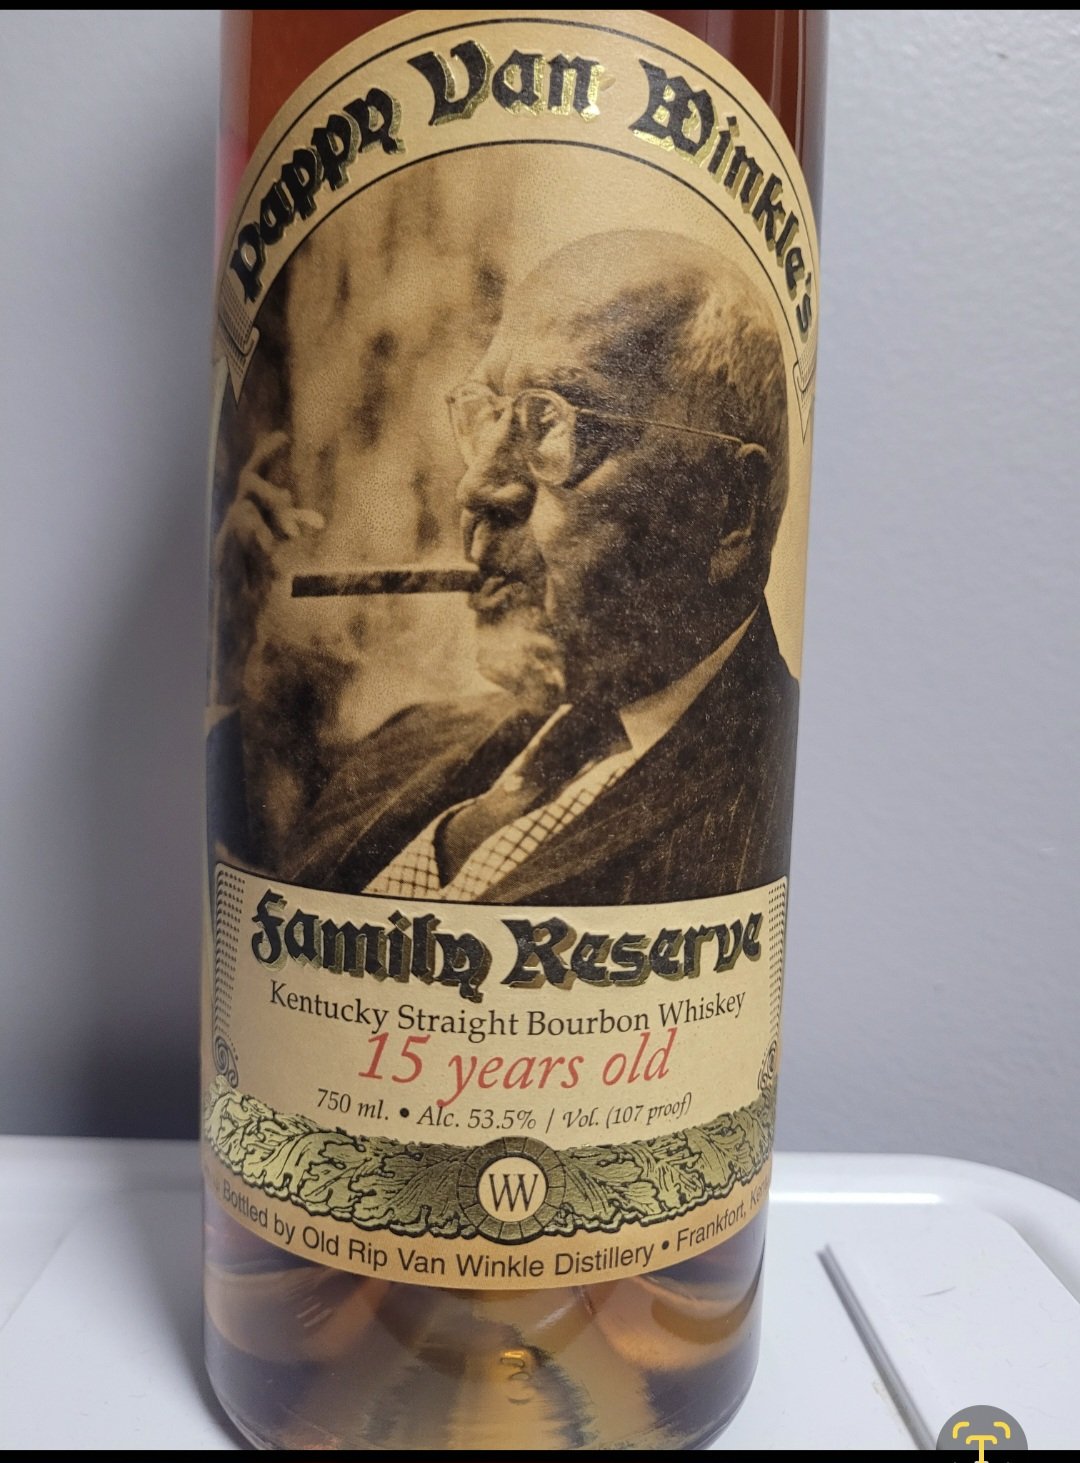 Pappy Van Winkle's
Family Reserve
Kentucky Straight Bourbon Whiskey
15 years old
750 ml. • Alc. 53.5% / Vol. (107 proof)
VW
Bottled by Old Rip Van Winkle Distillery • Frankfort,